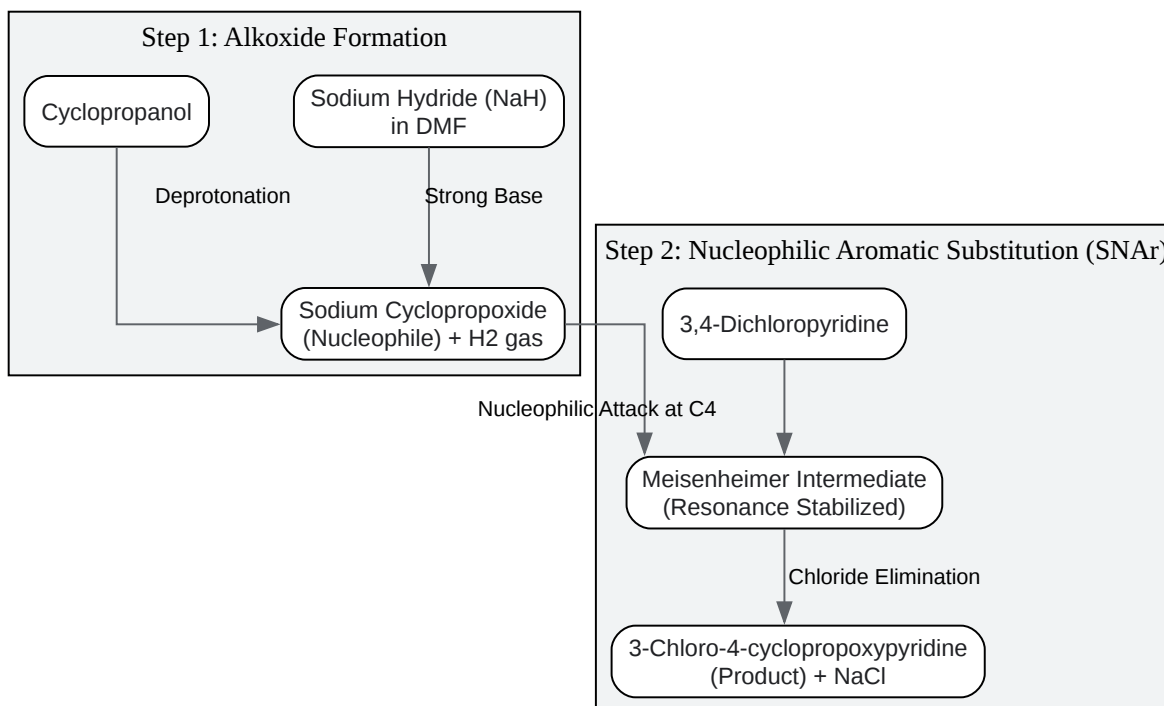 Step 1: Alkoxide Formation
Cyclopropanol
Sodium Hydride (NaH)
in DMF
Deprotonation
Strong Base
Sodium Cyclopropoxide
(Nucleophile) + H2 gas
Step 2: Nucleophilic Aromatic Substitution (SNAr)
3,4-Dichloropyridine
Nucleophilic Attack at C4
Meisenheimer Intermediate
(Resonance Stabilized)
Chloride Elimination
3-Chloro-4-cyclopropoxypyridine
(Product) + NaCl